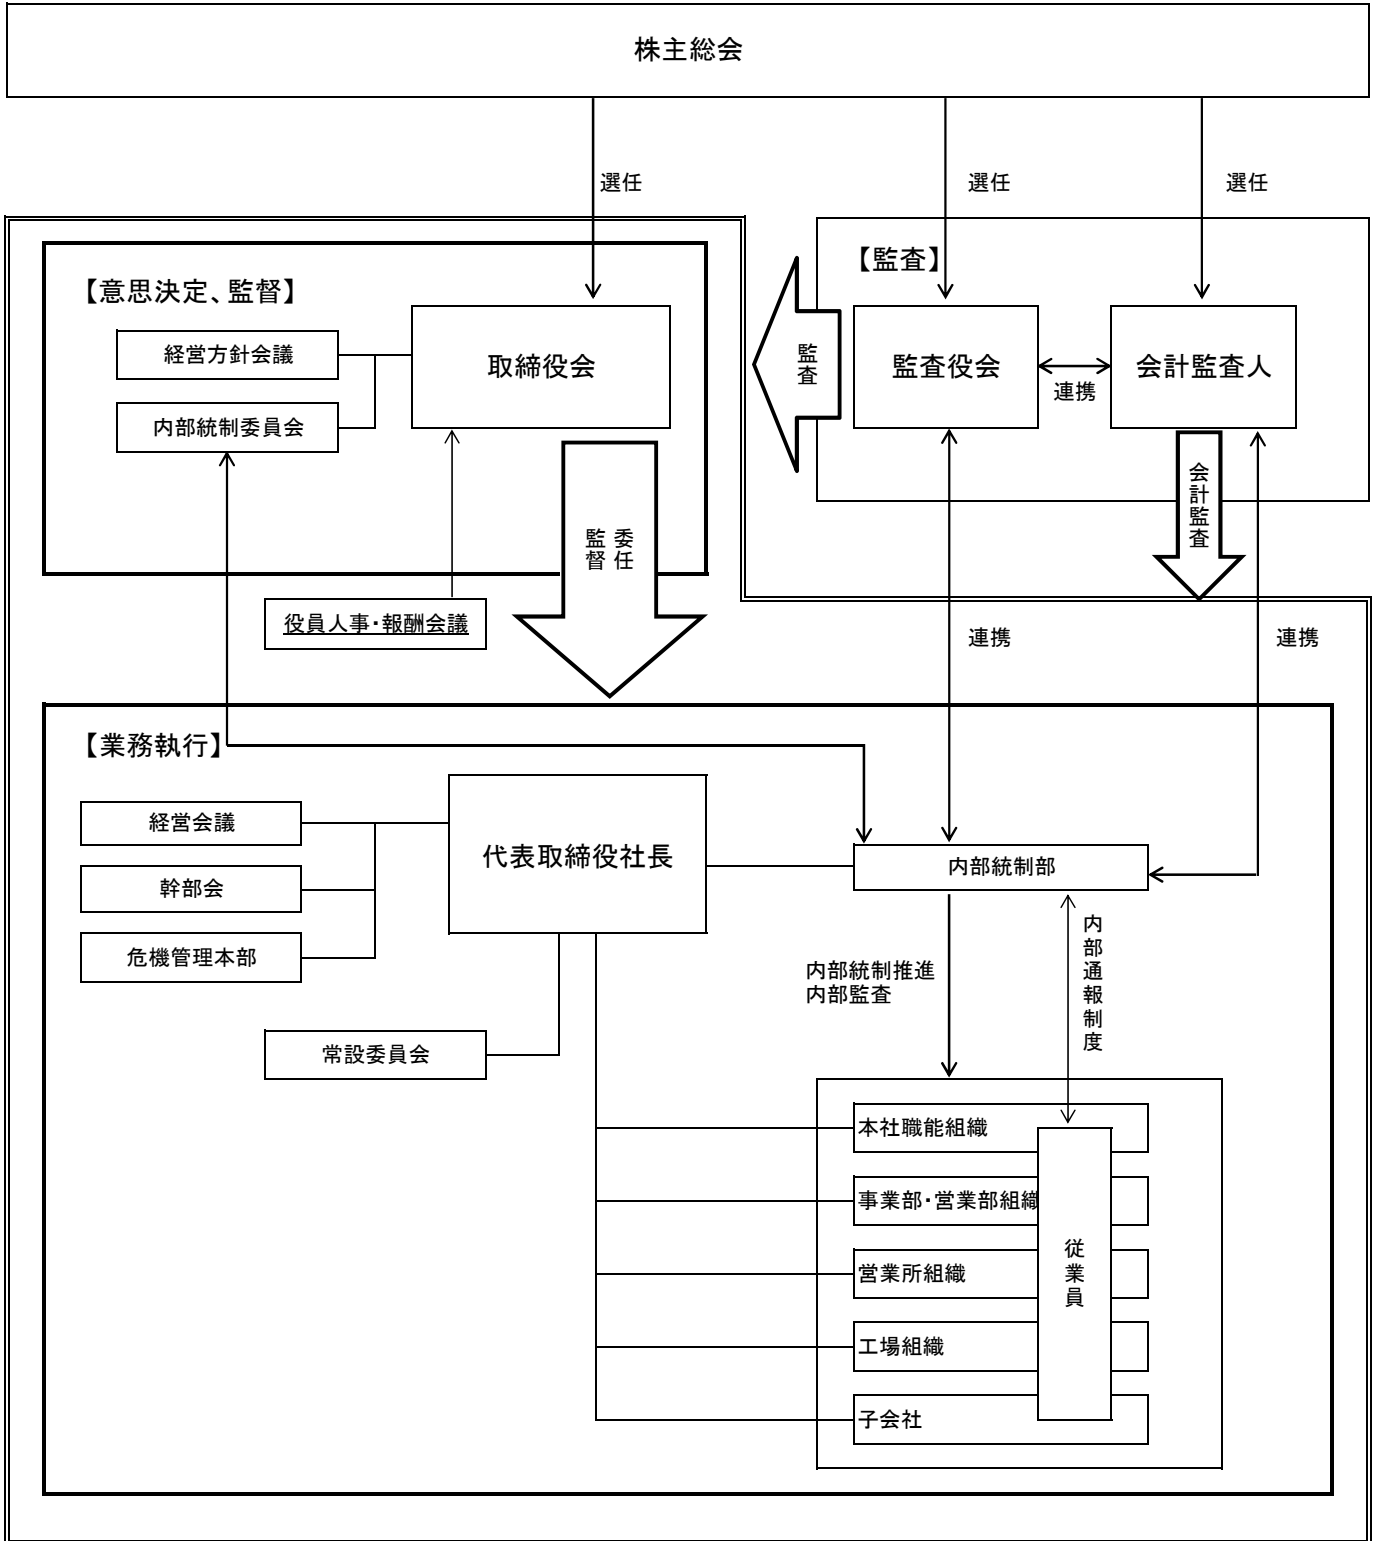 株主総会
選任
選任
選任
【意思決定、監督】
経営方針会議
内部統制委員会
取締役会
監査
【監査】
監査役会
連携
会計監査人
会計監査
監督
委任
役員人事・報酬会議
連携
連携
【業務執行】
経営会議
幹部会
危機管理本部
代表取締役社長
内部統制部
常設委員会
内部統制推進
内部監査
内部通報制度
本社職能組織
事業部・営業部組織
営業所組織
工場組織
子会社
従業員